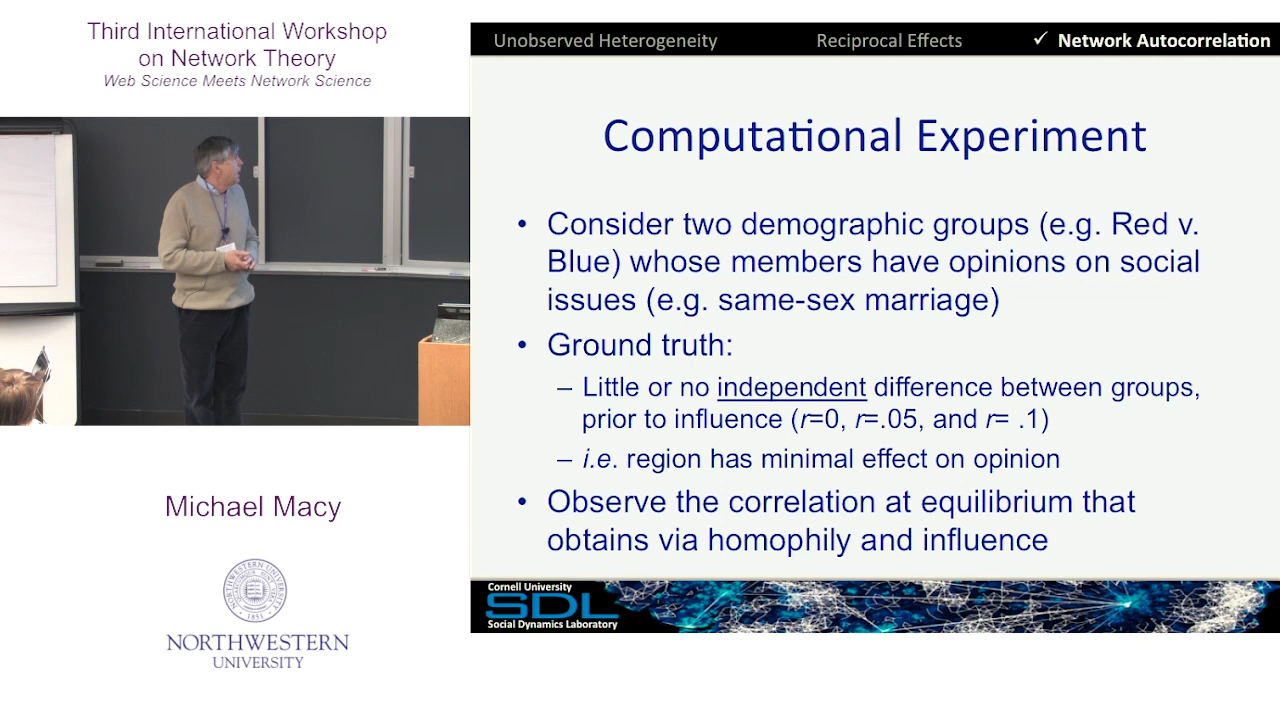 Third International Workshop
on Network Theory
Web Science Meets Network Science
Michael Macy
NORTHWESTERN
UNIVERSITY
Unobserved Heterogeneity Reciprocal Effects ✓ Network Autocorrelation
Computational Experiment
• Consider two demographic groups (e.g. Red v.
Blue) whose members have opinions on social
issues (e.g. same-sex marriage)
• Ground truth:
– Little or no independent difference between groups,
prior to influence (r=0, r=.05, and r= .1)
– i.e. region has minimal effect on opinion
• Observe the correlation at equilibrium that
obtains via homophily and influence
Cornell University
SDL
Social Dynamics Laboratory